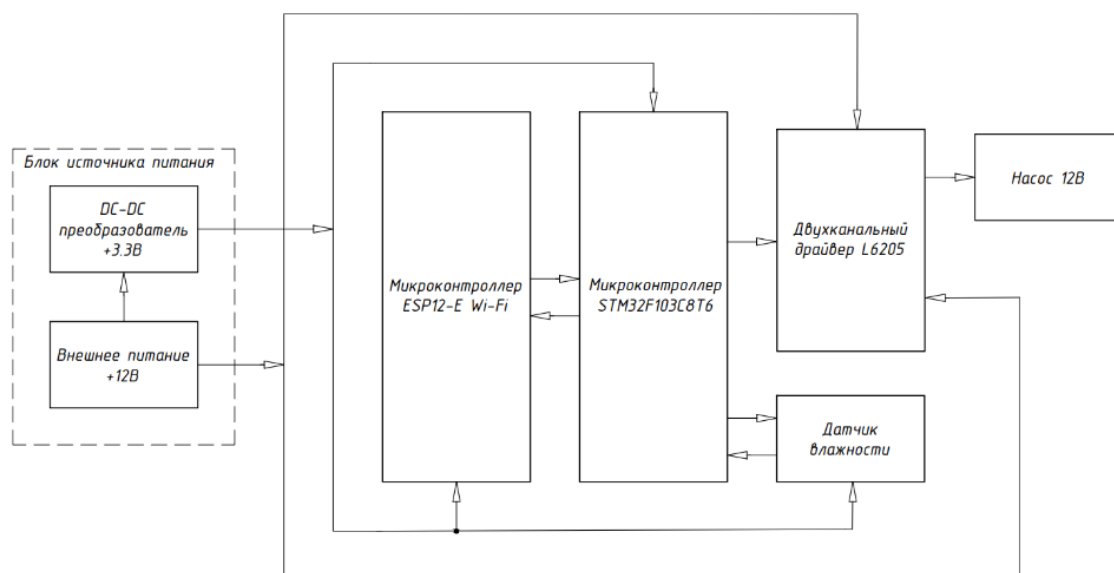 Блок источника питания
DC-DC
преобразователь
+3.3В
Внешнее питание
+12В
Микроконтроллер
ESP12-E Wi-Fi
Микроконтроллер
STM32F103C8T6
Двухканальный
драйвер L6205
Насос 12В
Датчик
влажности